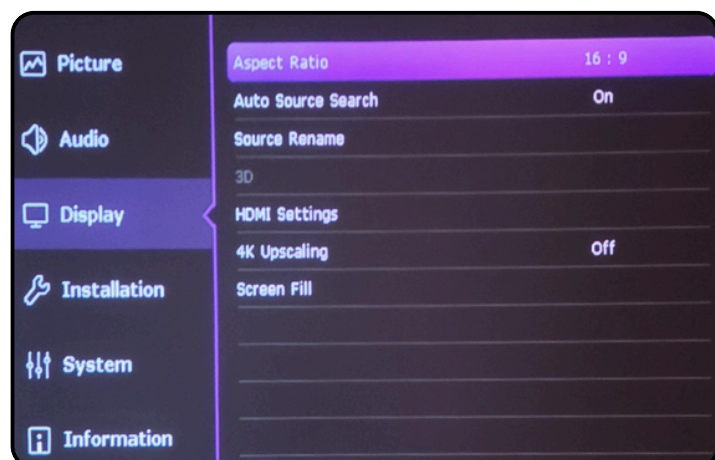 Picture
Audio
Display
Installation
System
Information
Aspect Ratio 16 : 9
Auto Source Search On
Source Rename
3D
HDMI Settings
4K Upscaling Off
Screen Fill